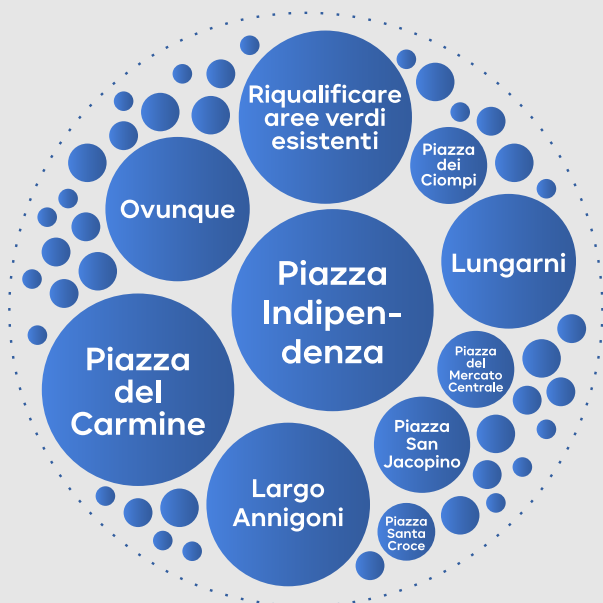 Riqualificare
aree verdi
esistenti
Piazza
dei
Ciompi
Ovunque
Lungarni
Piazza
Indipen-
denza
Piazza
del
Carmine
Piazza
del
Mercato
Centrale
Piazza
San
Jacopino
Largo
Annigoni
Piazza
Santa
Croce